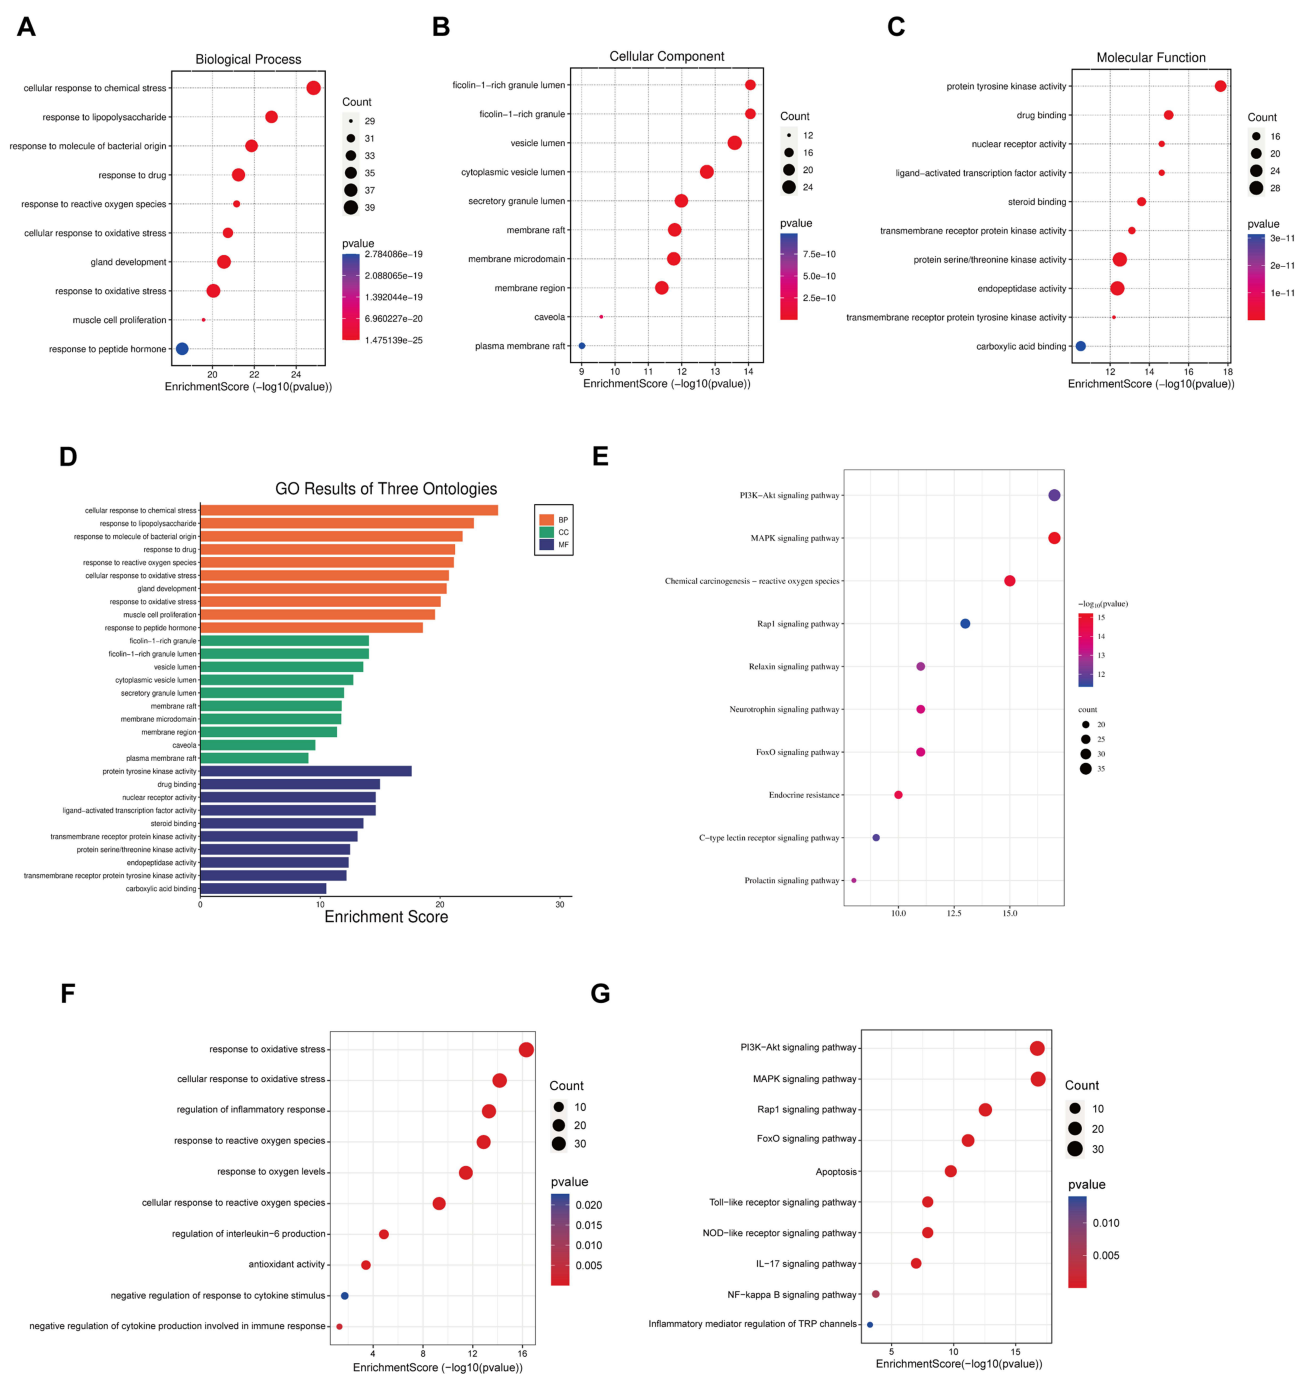 A
Biological Process
cellular response to chemical stress
response to lipopolysaccharide
response to molecule of bacterial origin
response to drug
response to reactive oxygen species
cellular response to oxidative stress
gland development
response to oxidative stress
muscle cell proliferation
response to peptide hormone
20 22 24
EnrichmentScore (−log10(pvalue))
Count
29
31
33
35
37
39
pvalue
2.784086e−19
2.088065e−19
1.392044e−19
6.960227e−20
1.475139e−25
B
Cellular Component
ficolin−1−rich granule lumen
ficolin−1−rich granule
vesicle lumen
cytoplasmic vesicle lumen
secretory granule lumen
membrane raft
membrane microdomain
membrane region
caveola
plasma membrane raft
9 10 11 12 13 14
EnrichmentScore (−log10(pvalue))
Count
12
16
20
24
pvalue
7.5e−10
5.0e−10
2.5e−10
C
Molecular Function
protein tyrosine kinase activity
drug binding
nuclear receptor activity
ligand−activated transcription factor activity
steroid binding
transmembrane receptor protein kinase activity
protein serine/threonine kinase activity
endopeptidase activity
transmembrane receptor protein tyrosine kinase activity
carboxylic acid binding
12 14 16 18
EnrichmentScore (−log10(pvalue))
Count
16
20
24
28
pvalue
3e−11
2e−11
1e−11
D
GO Results of Three Ontologies
cellular response to chemical stress
response to lipopolysaccharide
response to molecule of bacterial origin
response to drug
response to reactive oxygen species
cellular response to oxidative stress
gland development
response to oxidative stress
muscle cell proliferation
response to peptide hormone
ficolin−1−rich granule
ficolin−1−rich granule lumen
vesicle lumen
cytoplasmic vesicle lumen
secretory granule lumen
membrane raft
membrane microdomain
membrane region
caveola
plasma membrane raft
protein tyrosine kinase activity
drug binding
nuclear receptor activity
ligand−activated transcription factor activity
steroid binding
transmembrane receptor protein kinase activity
protein serine/threonine kinase activity
endopeptidase activity
transmembrane receptor protein tyrosine kinase activity
carboxylic acid binding
0 10 20 30
Enrichment Score
BP
CC
MF
E
PI3K−Akt signaling pathway
MAPK signaling pathway
Chemical carcinogenesis − reactive oxygen species
Rap1 signaling pathway
Relaxin signaling pathway
Neurotrophin signaling pathway
FoxO signaling pathway
Endocrine resistance
C−type lectin receptor signaling pathway
Prolactin signaling pathway
10.0 12.5 15.0
−log10(pvalue)
15
14
13
12
count
20
25
30
35
F
response to oxidative stress
cellular response to oxidative stress
regulation of inflammatory response
response to reactive oxygen species
response to oxygen levels
cellular response to reactive oxygen species
regulation of interleukin−6 production
antioxidant activity
negative regulation of response to cytokine stimulus
negative regulation of cytokine production involved in immune response
4 8 12 16
EnrichmentScore (−log10(pvalue))
Count
10
20
30
pvalue
0.020
0.015
0.010
0.005
G
PI3K−Akt signaling pathway
MAPK signaling pathway
Rap1 signaling pathway
FoxO signaling pathway
Apoptosis
Toll−like receptor signaling pathway
NOD−like receptor signaling pathway
IL−17 signaling pathway
NF−kappa B signaling pathway
Inflammatory mediator regulation of TRP channels
5 10 15
EnrichmentScore(−log10(pvalue))
Count
10
20
30
pvalue
0.010
0.005